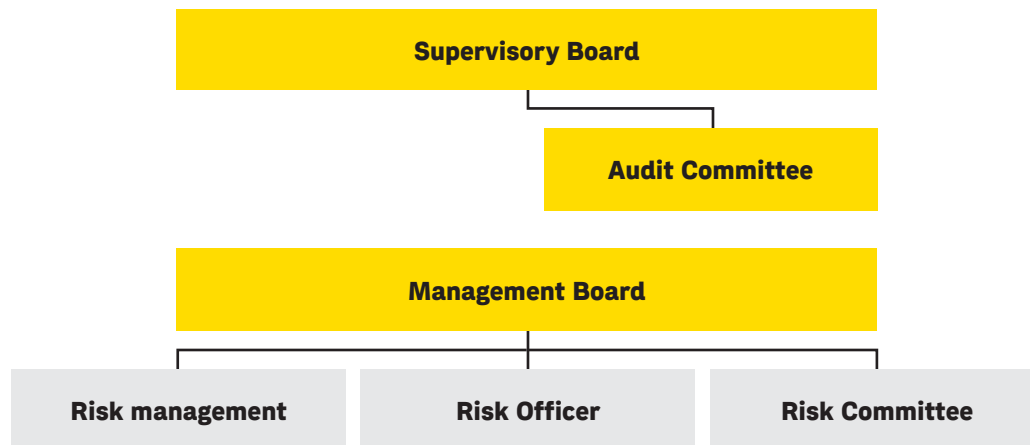 Supervisory Board
Audit Committee
Management Board
Risk management
Risk Officer
Risk Committee